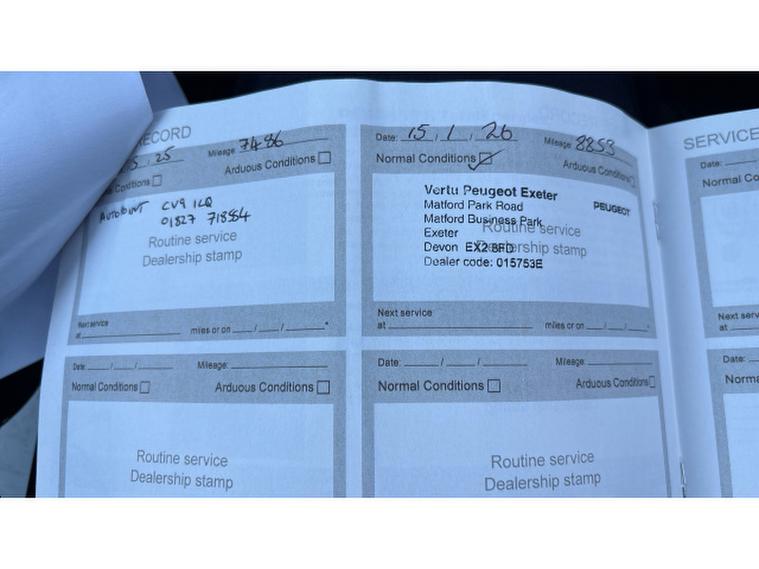 RECORD
5 . 25 Mileage: 7486
Conditions Arduous Conditions
CV9 1LQ
01827 718554
Routine service
Dealership stamp
Next service
at miles or on / / *
Date: / / Mileage:
Normal Conditions Arduous Conditions
Routine service
Dealership stamp
Date: 15 / 1 / 26 Mileage: 8853
Normal Conditions Arduous Conditions
Vertu Peugeot Exeter
PEUGEOT
Matford Park Road
Matford Business Park
Exeter
Devon EX2 8FD
Dealer code: 015753E
Routine service
Dealership stamp
Next service
at miles or on / / *
Date: / / Mileage:
Normal Conditions Arduous Conditions
Routine service
Dealership stamp
SERVICE
Date:
Normal Co
Next serv
at
Date:
Norma